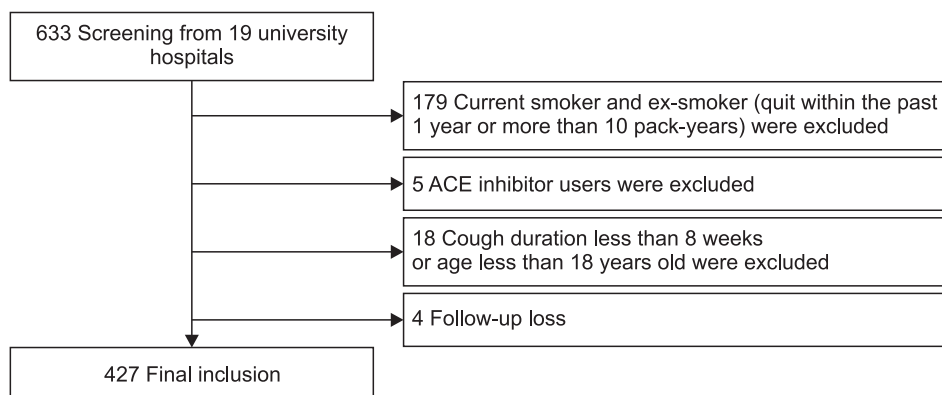 633 Screening from 19 university
hospitals
179 Current smoker and ex-smoker (quit within the past
1 year or more than 10 pack-years) were excluded
5 ACE inhibitor users were excluded
18 Cough duration less than 8 weeks
or age less than 18 years old were excluded
4 Follow-up loss
427 Final inclusion